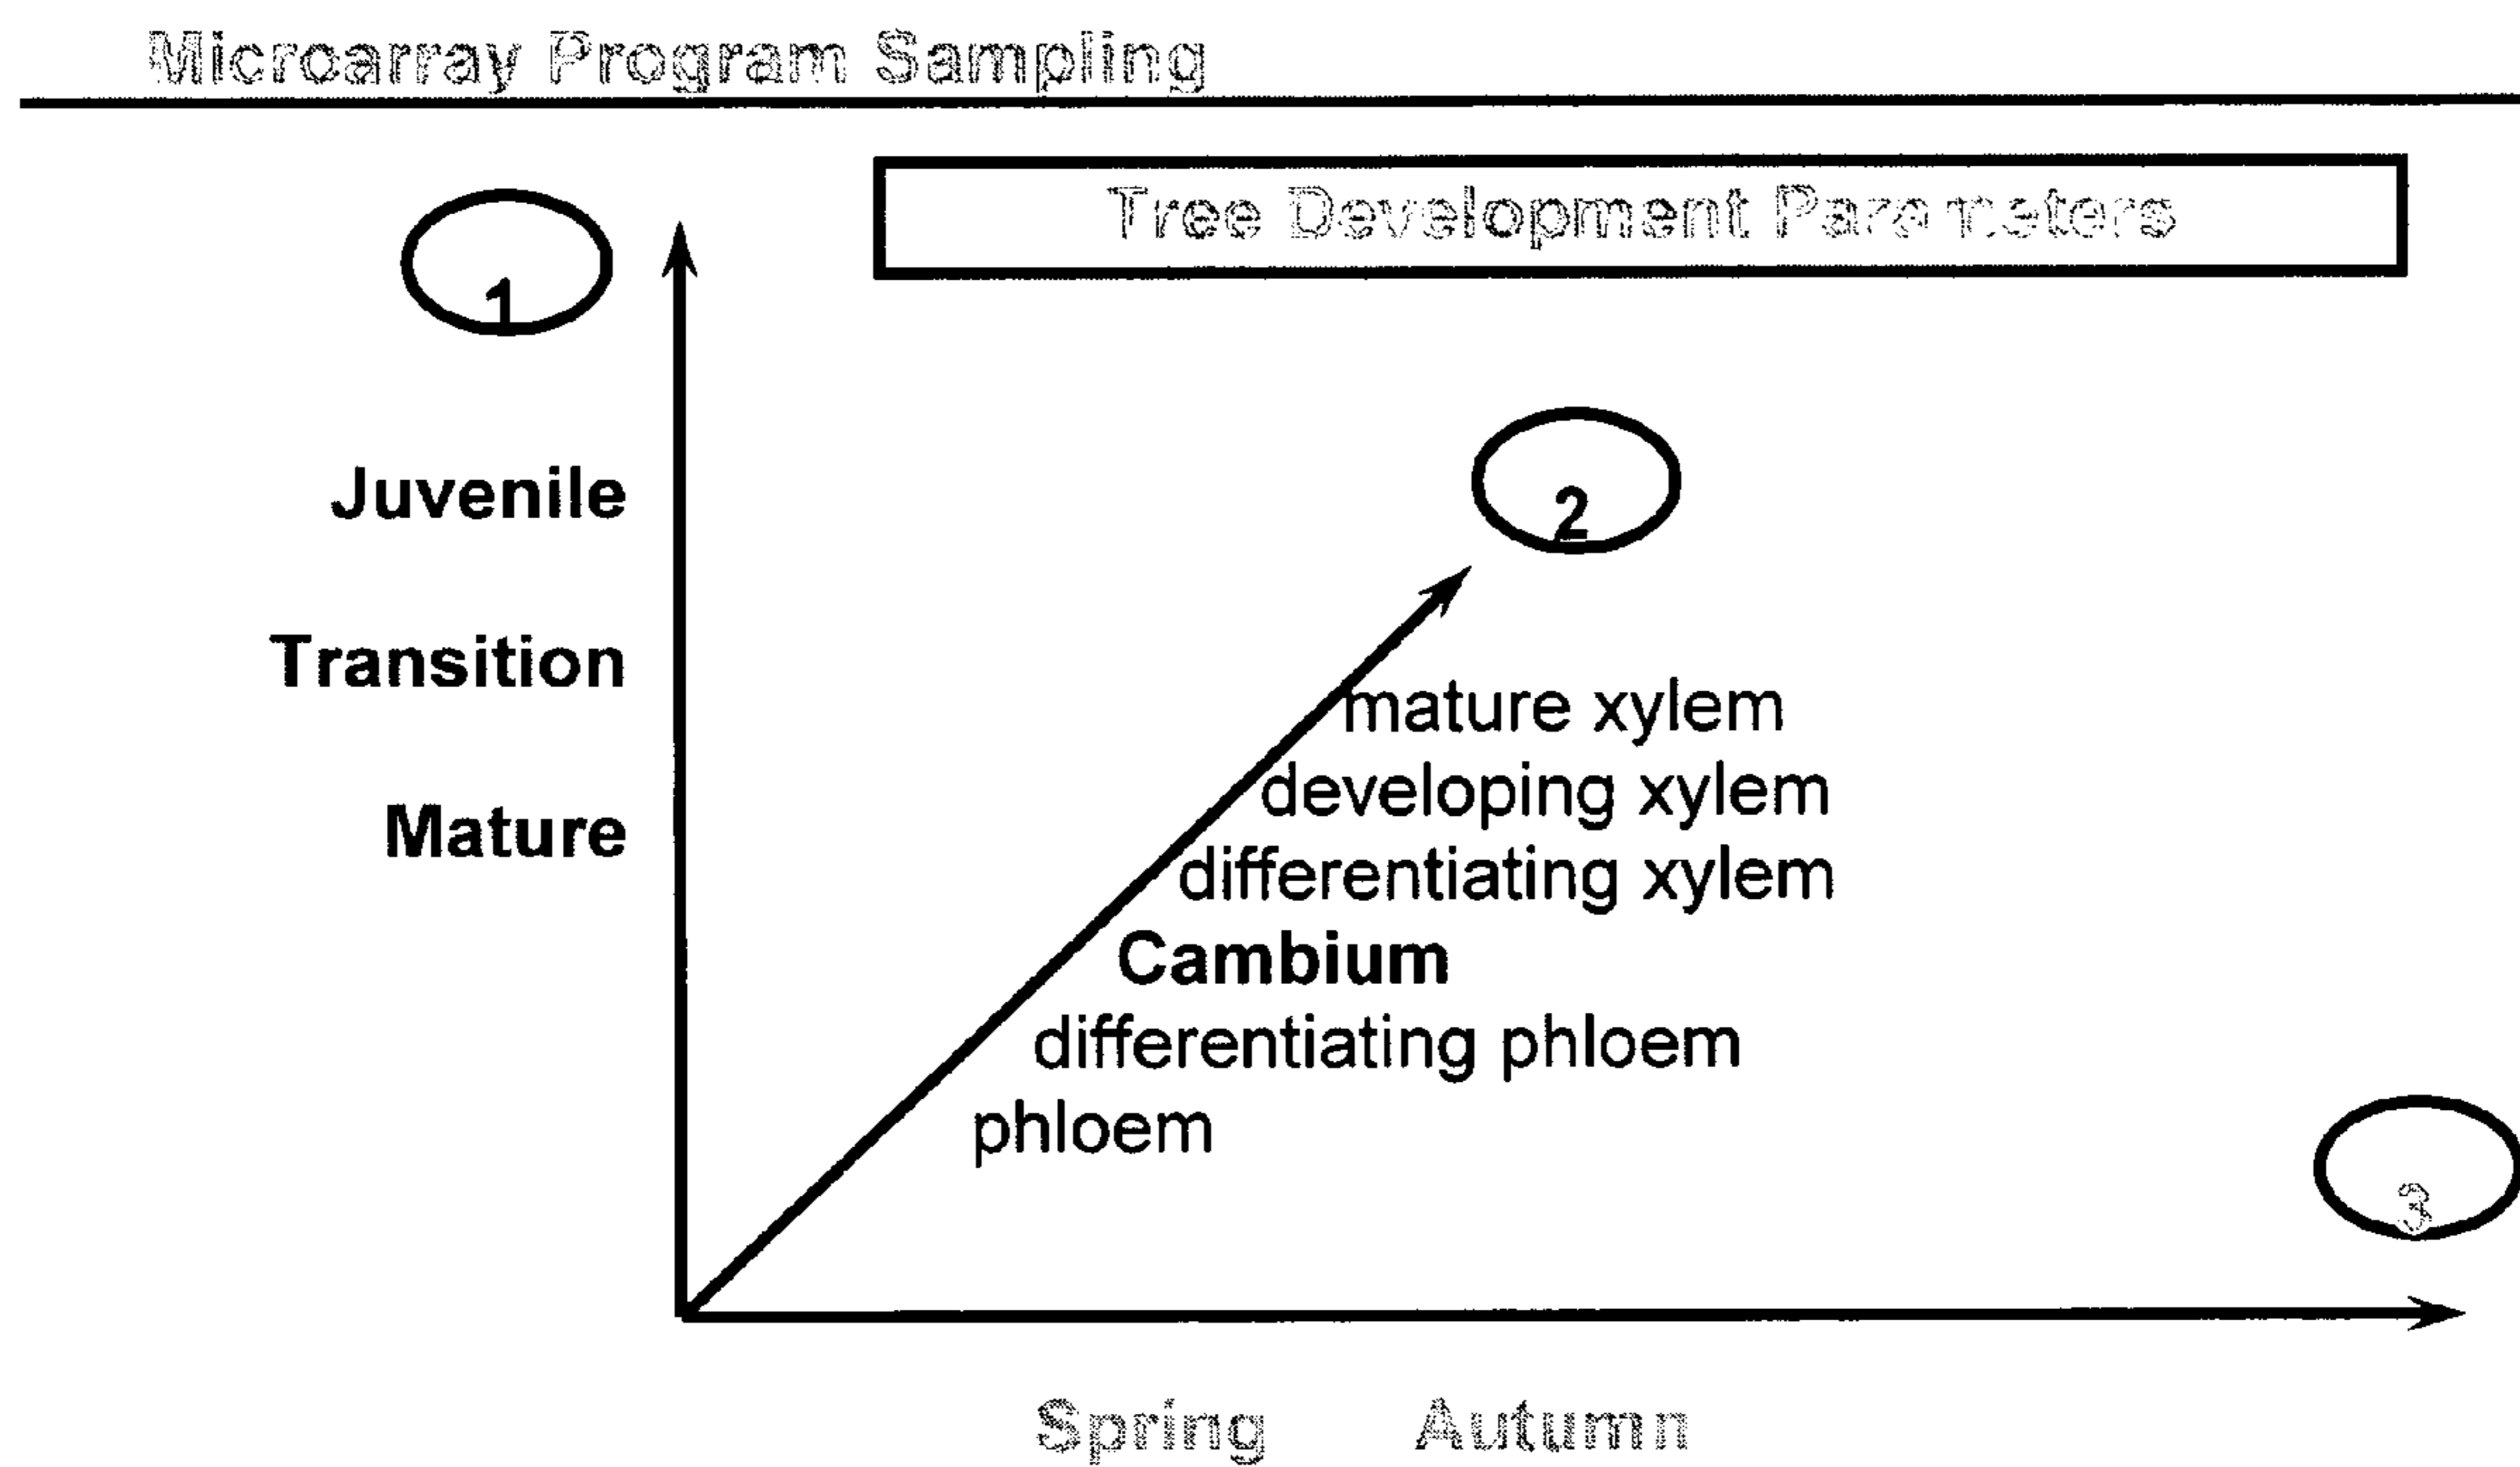 Microarray Program Sampling
Tree Development Parameters
1
2
Juvenile
Transition
Mature
mature xylem
developing xylem
differentiating xylem
Cambium
differentiating phloem
phloem
3
Spring Autumn